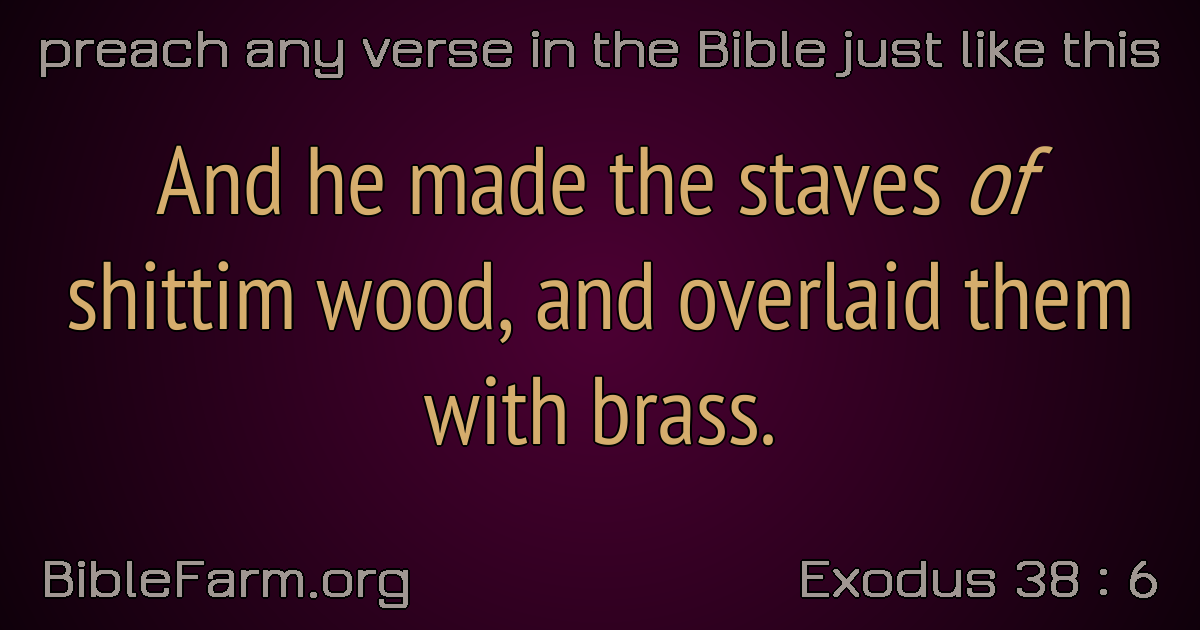 preach any verse in the Bible just like this
And he made the staves of
shittim wood, and overlaid them
with brass.
BibleFarm.org
Exodus 38 : 6